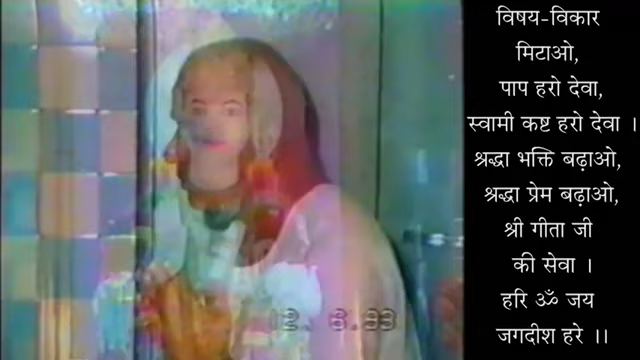 विषय-विकार
मिटाओ,
पाप हरो देवा,
स्वामी कष्ट हरो देवा ।
श्रद्धा भक्ति बढ़ाओ,
श्रद्धा प्रेम बढ़ाओ,
श्री गीता जी
की सेवा ।
हरि ॐ जय
जगदीश हरे ।।
12. 6.93